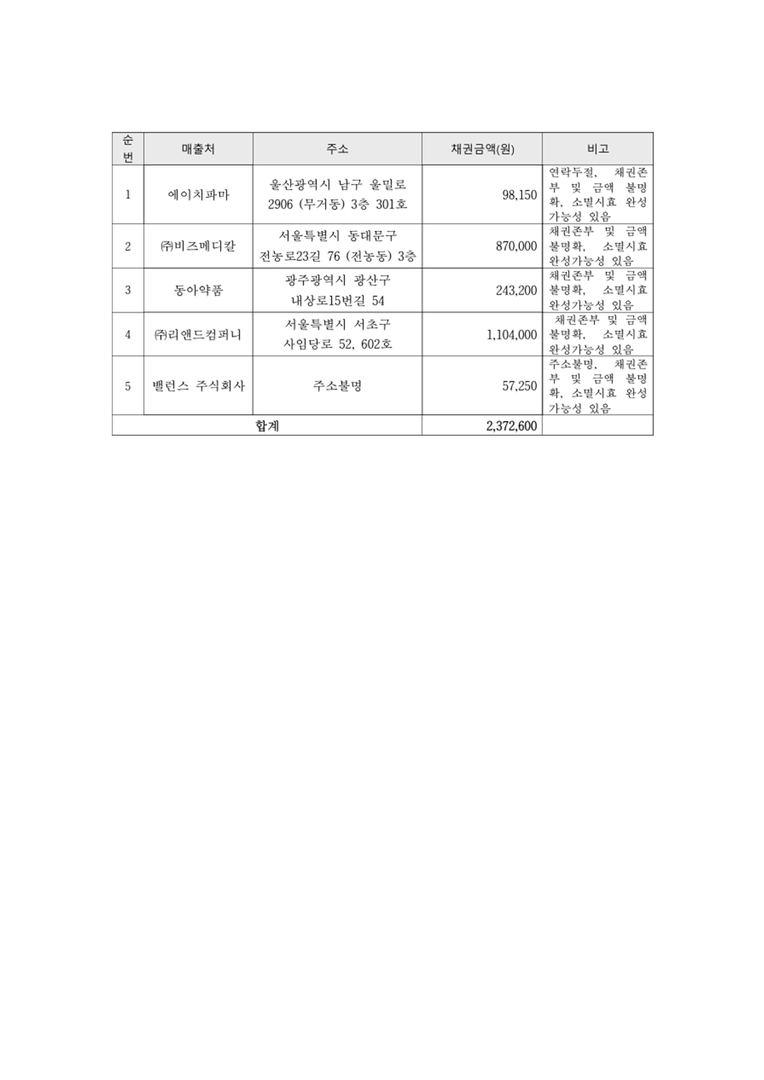 순
번
매출처
주소
채권금액(원)
비고
1
에이치파마
울산광역시 남구 울밀로
2906 (무거동) 3층 301호
98,150
연락두절, 채권존
부 및 금액 불명
확, 소멸시효 완성
가능성 있음
2
㈜비즈메디칼
서울특별시 동대문구
전농로23길 76 (전농동) 3층
870,000
채권존부 및 금액
불명확, 소멸시효
완성가능성 있음
3
동아약품
광주광역시 광산구
내상로15번길 54
243,200
채권존부 및 금액
불명확, 소멸시효
완성가능성 있음
4
㈜리앤드컴퍼니
서울특별시 서초구
사임당로 52, 602호
1,104,000
채권존부 및 금액
불명확, 소멸시효
완성가능성 있음
5
밸런스 주식회사
주소불명
57,250
주소불명, 채권존
부 및 금액 불명
확, 소멸시효 완성
가능성 있음
합계
2,372,600